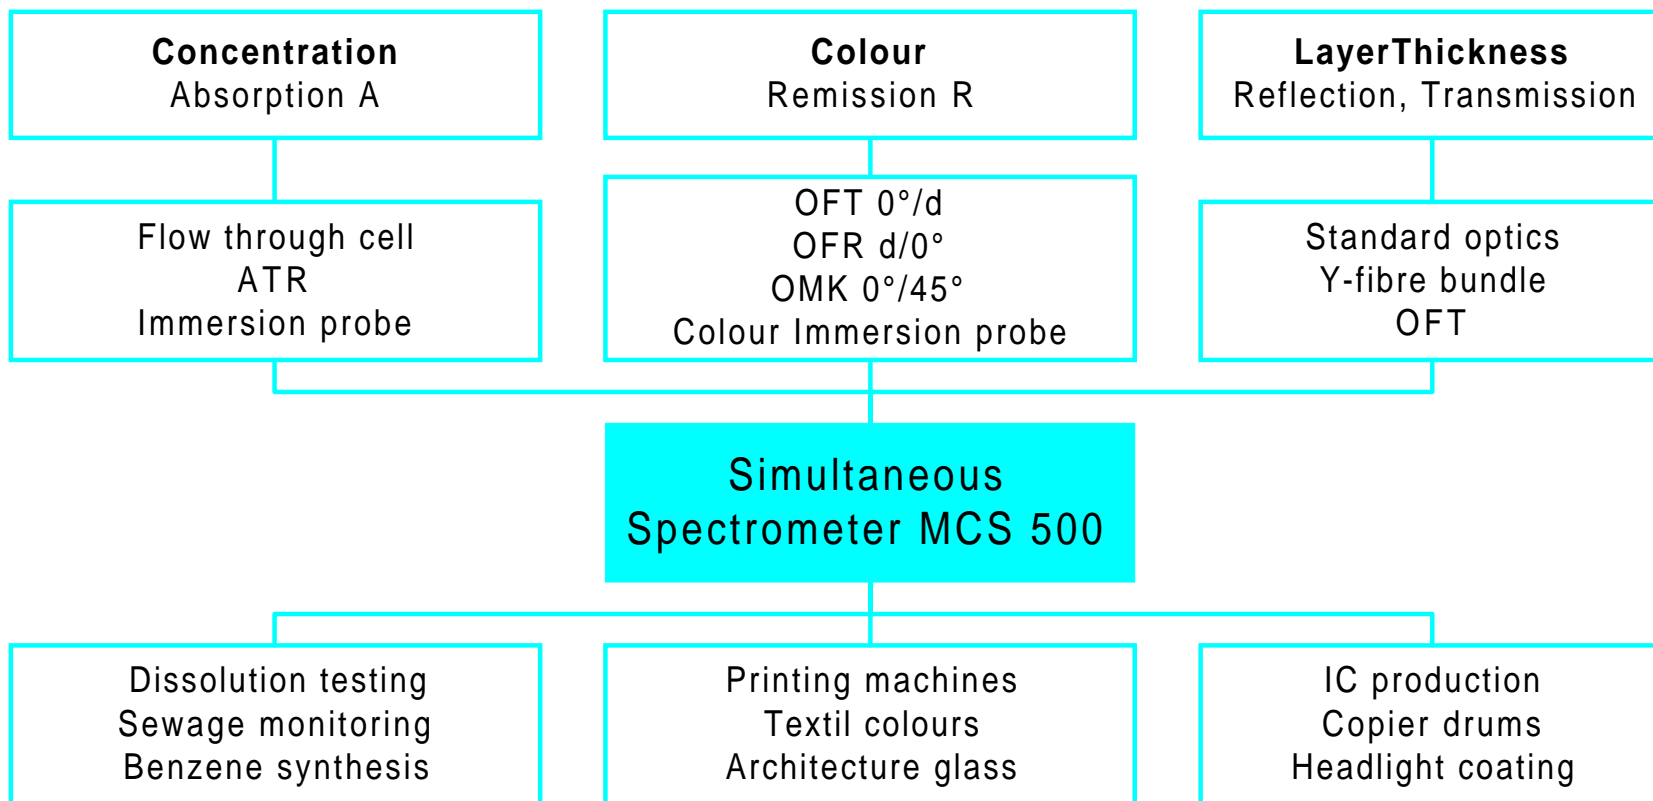 Concentration
Absorption A
Colour
Remission R
LayerThickness
Reflection, Transmission
Flow through cell
ATR
Immersion probe
OFT 0°/d
OFR d/0°
OMK 0°/45°
Colour Immersion probe
Standard optics
Y-fibre bundle
OFT
Simultaneous
Spectrometer MCS 500
Dissolution testing
Sewage monitoring
Benzene synthesis
Printing machines
Textil colours
Architecture glass
IC production
Copier drums
Headlight coating